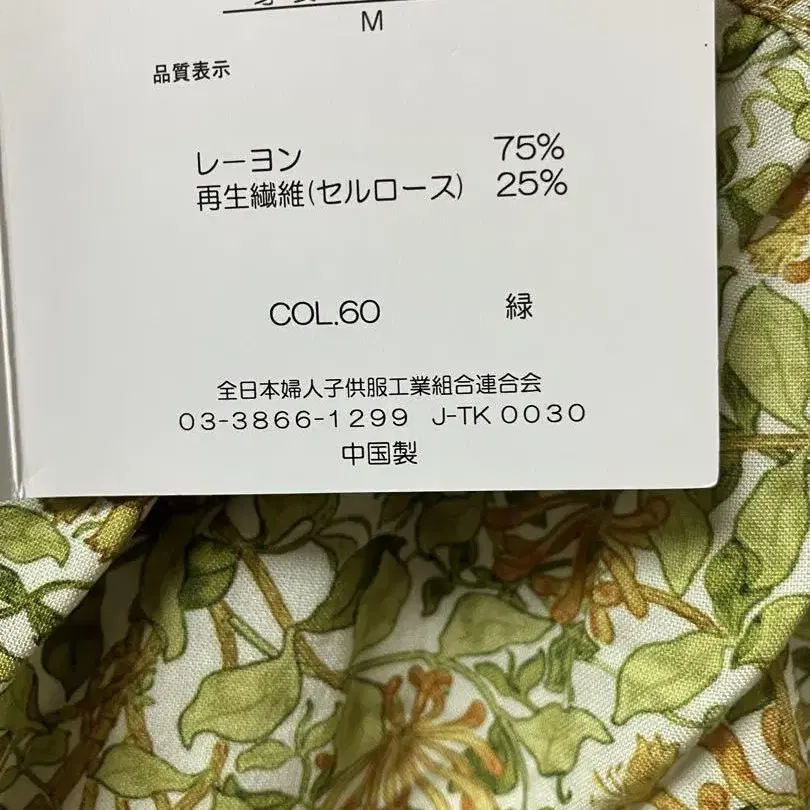 M
品質表示
レーヨン 75%
再生繊維(セルロース) 25%
COL.60 緑
全日本婦人子供服工業組合連合会
03-3866-1299 J-TK 0030
中国製